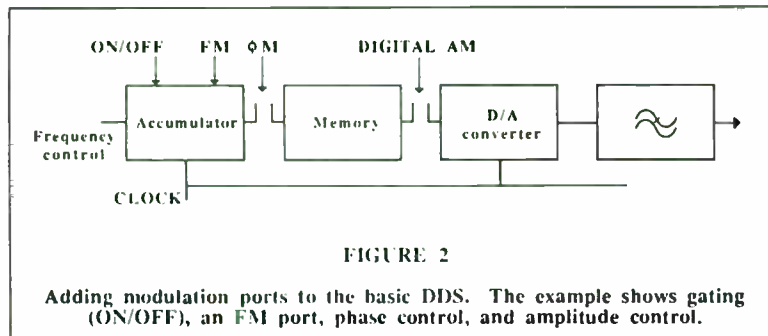 ON/OFF FM ΦM DIGITAL AM
Accumulator Memory D/A converter
Frequency control
CLOCK
FIGURE 2
Adding modulation ports to the basic DDS. The example shows gating
(ON/OFF), an FM port, phase control, and amplitude control.